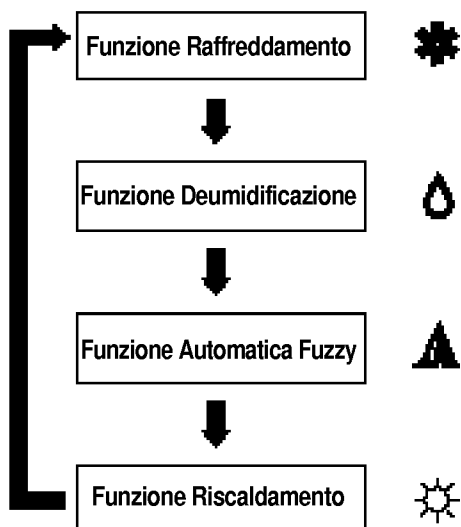 Funzione Raffreddamento
Funzione Deumidificazione
Funzione Automatica Fuzzy
Funzione Riscaldamento